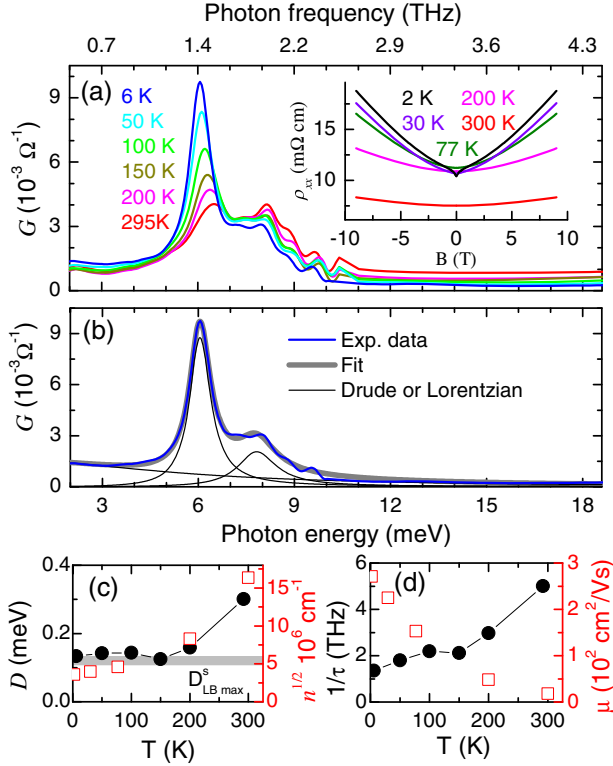 Photon frequency (THz)
0.7 1.4 2.2 2.9 3.6 4.3
(a)
6 K
50 K
100 K
150 K
200 K
295K
G (10⁻³ Ω⁻¹)
9
6
3
0
2 K
200 K
30 K
300 K
77 K
ρxx (mΩ cm)
15
10
-10 -5 0 5 10
B (T)
(b)
Exp. data
Fit
Drude or Lorentzian
G (10⁻³Ω⁻¹)
9
6
3
0
3 6 9 12 15 18
Photon energy (meV)
(c)
D (meV)
0.4
0.2
0.0
D^s_LB max
n^1/2 10⁶ cm⁻¹
15
10
5
0
0 100 200 300
T (K)
(d)
1/τ (THz)
6
5
4
3
2
1
0
μ (10² cm²/Vs)
3
2
1
0
0 100 200 300
T (K)